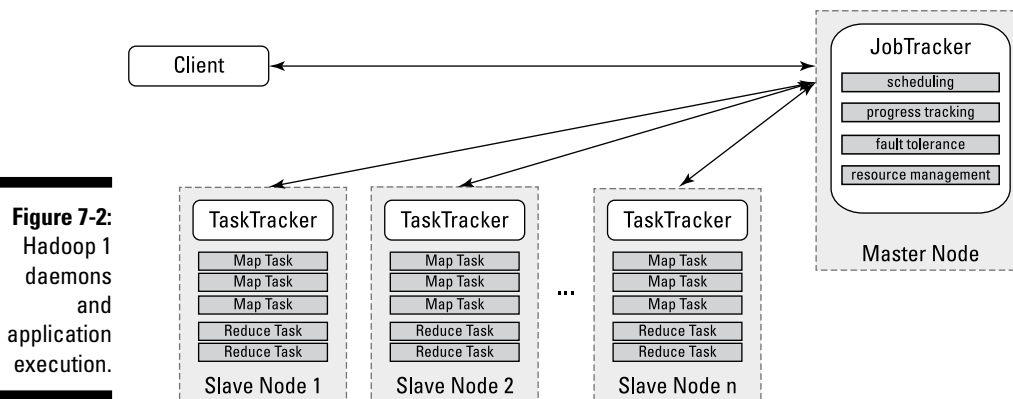 Client
JobTracker
scheduling
progress tracking
fault tolerance
resource management
Master Node
Figure 7-2:
Hadoop 1
daemons
and
application
execution.
TaskTracker
Map Task
Map Task
Map Task
Reduce Task
Reduce Task
Slave Node 1
TaskTracker
Map Task
Map Task
Map Task
Reduce Task
Reduce Task
Slave Node 2
...
TaskTracker
Map Task
Map Task
Map Task
Reduce Task
Reduce Task
Slave Node n